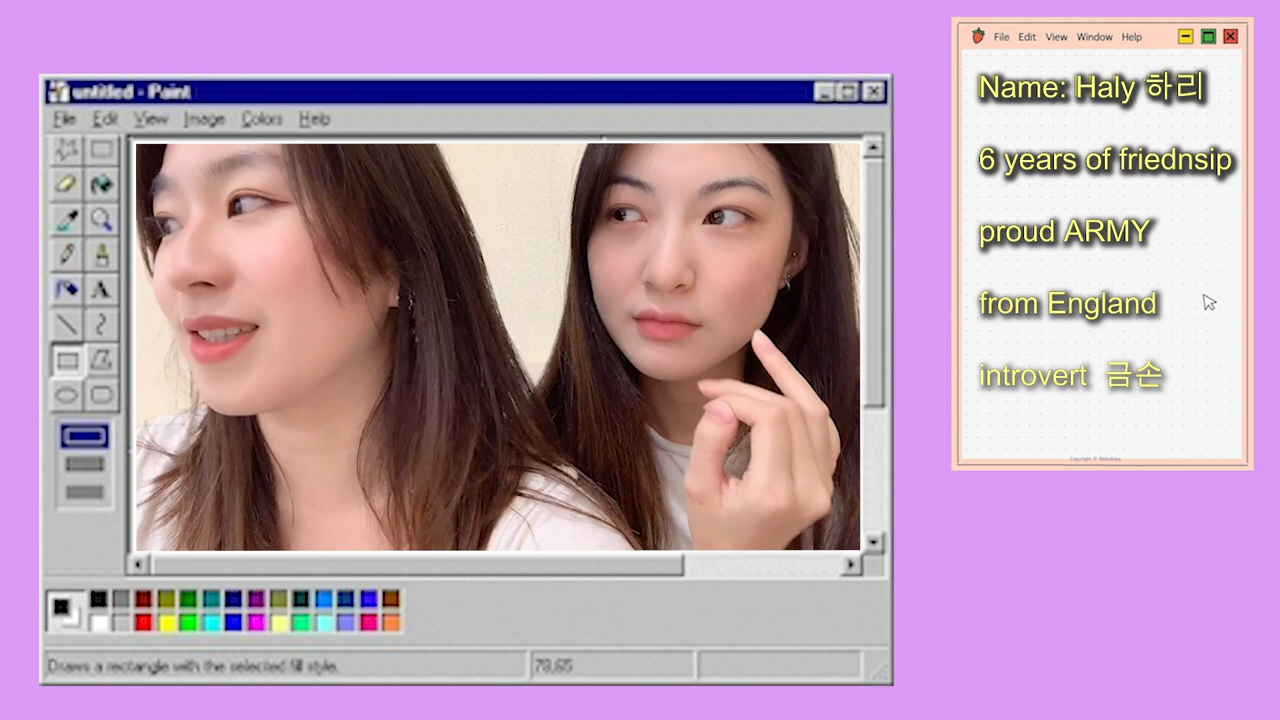 untitled - Paint
File Edit View Image Colors Help
Draws a rectangle with the selected fill style.
78,65
File Edit View Window Help
Name: Haly 하리
6 years of friednsip
proud ARMY
from England
introvert 금손